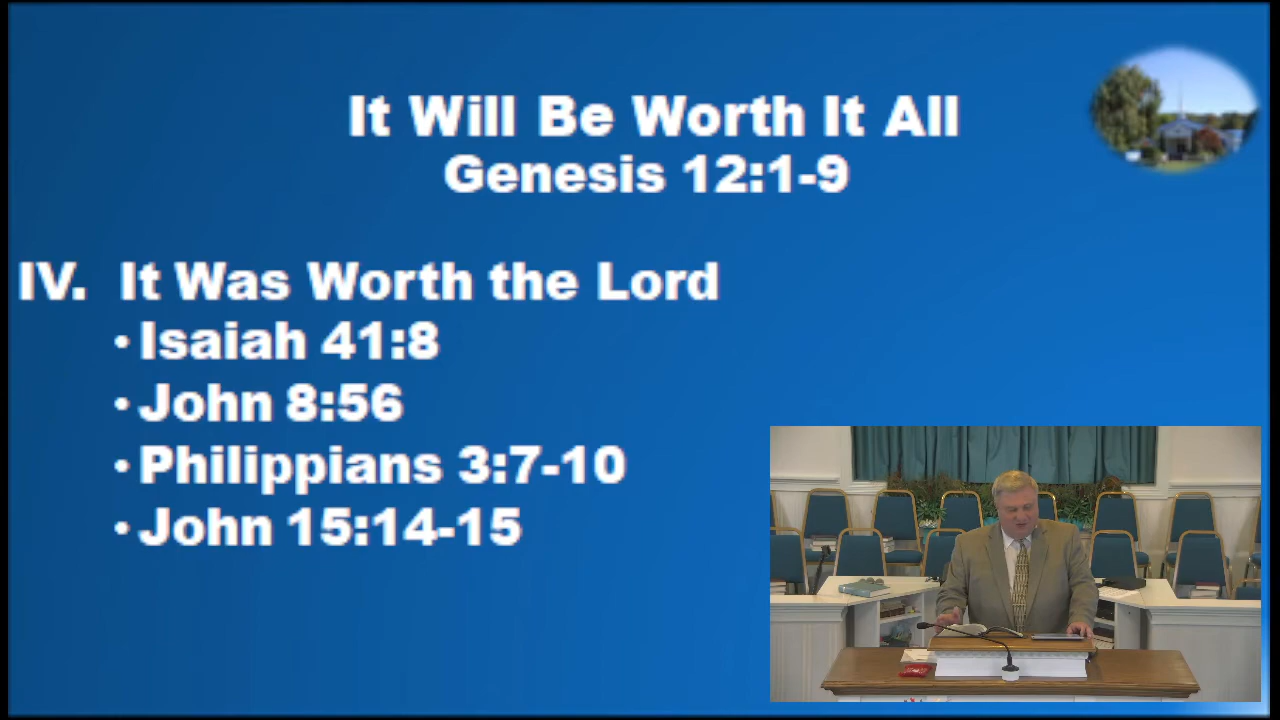 It Will Be Worth It All
Genesis 12:1-9
IV. It Was Worth the Lord
• Isaiah 41:8
• John 8:56
• Philippians 3:7-10
• John 15:14-15